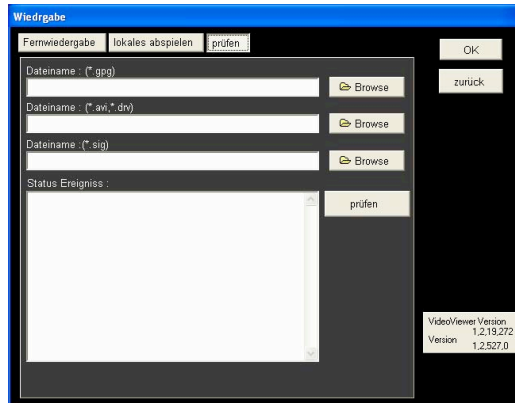 Wiedrgabe
Fernwiedergabe lokales abspielen prüfen
OK
zurück
Dateiname : (*.gpg)
Browse
Dateiname : (*.avi,*.drv)
Browse
Dateiname :(*.sig)
Browse
Status Ereigniss :
prüfen
VideoViewer Version
1,2,19,272
Version
1,2,527,0